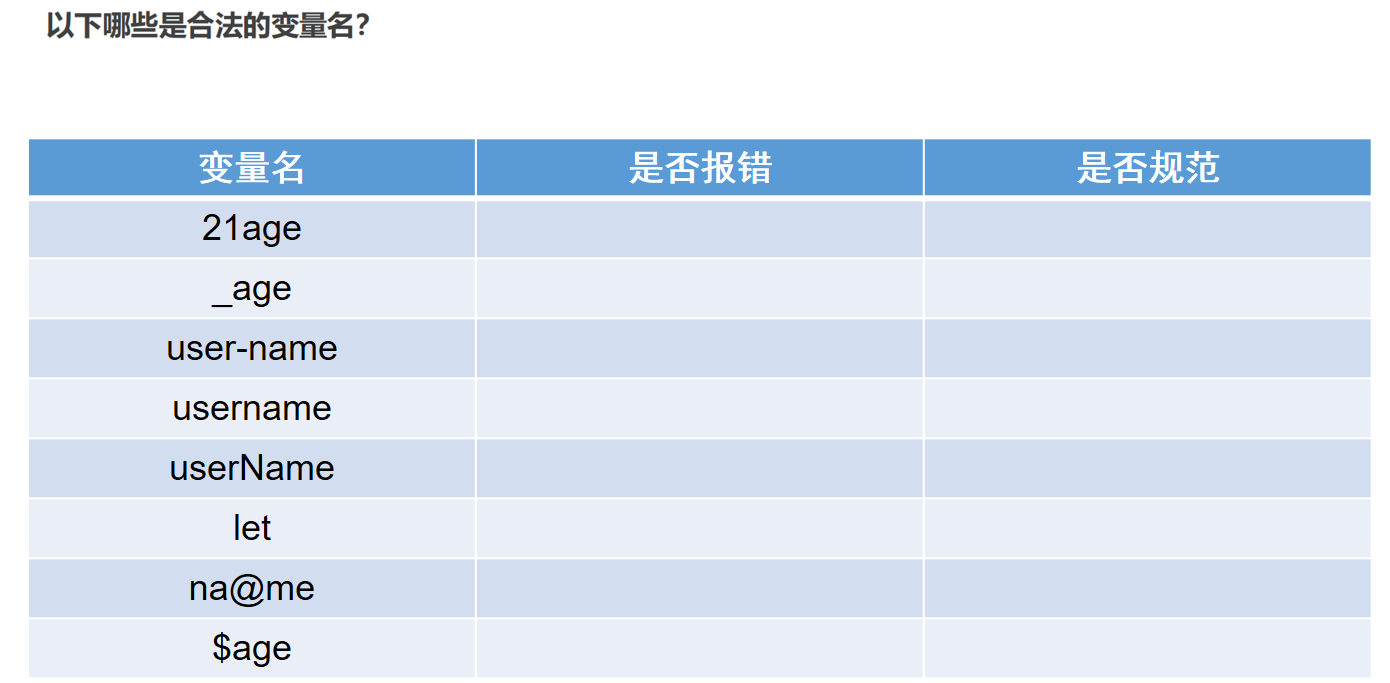 以下哪些是合法的变量名?
变量名 是否报错 是否规范
21age
_age
user-name
username
userName
let
na@me
$age